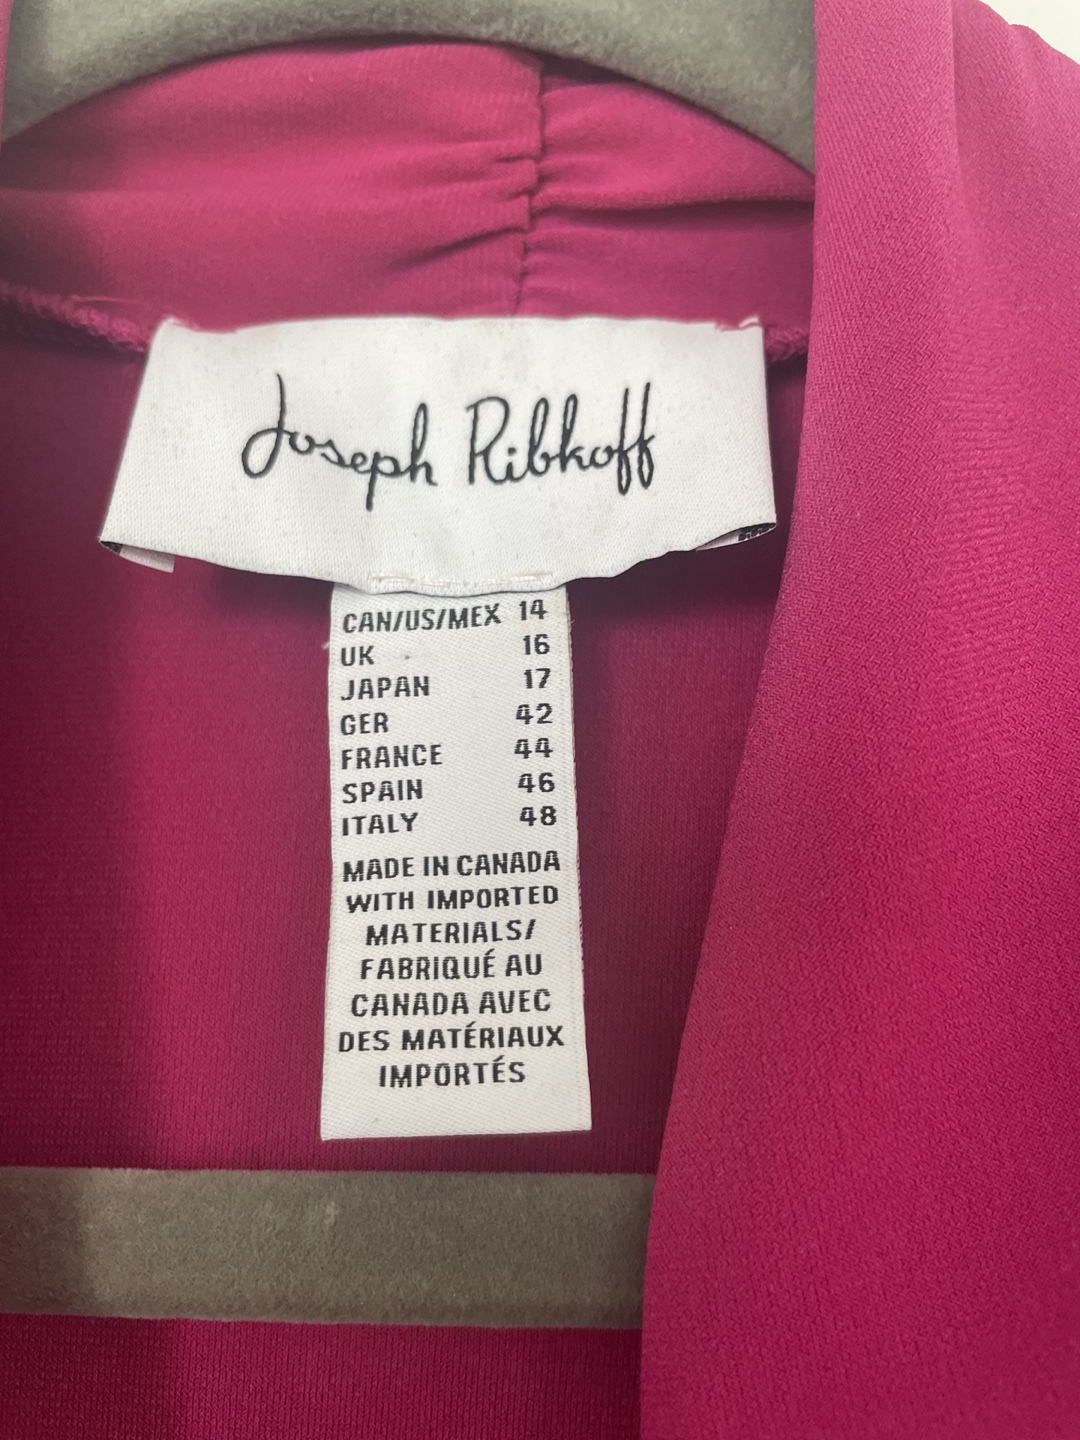 Joseph Ribkoff
CAN/US/MEX 14
UK 16
JAPAN 17
GER 42
FRANCE 44
SPAIN 46
ITALY 48
MADE IN CANADA
WITH IMPORTED
MATERIALS/
FABRIQUÉ AU
CANADA AVEC
DES MATÉRIAUX
IMPORTÉS